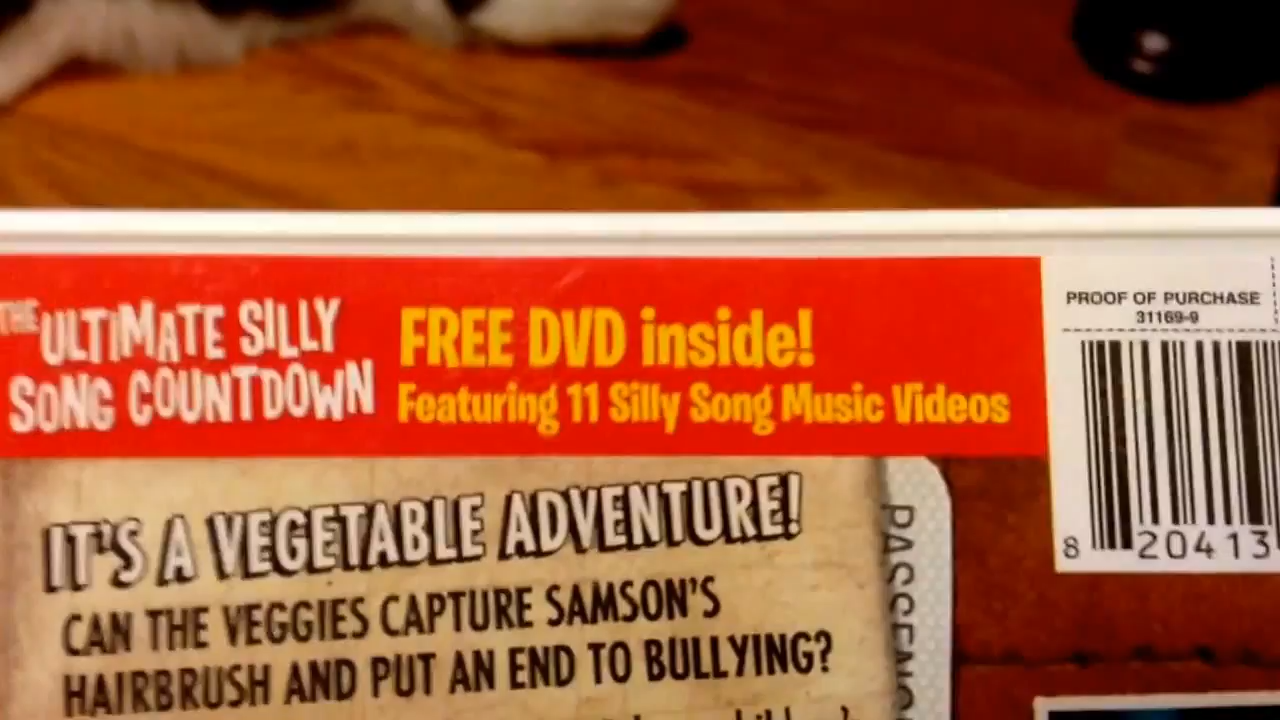 THE ULTIMATE SILLY
SONG COUNTDOWN
FREE DVD inside!
Featuring 11 Silly Song Music Videos
PROOF OF PURCHASE
31169-9
8 20413
IT'S A VEGETABLE ADVENTURE!
CAN THE VEGGIES CAPTURE SAMSON'S
HAIRBRUSH AND PUT AN END TO BULLYING?